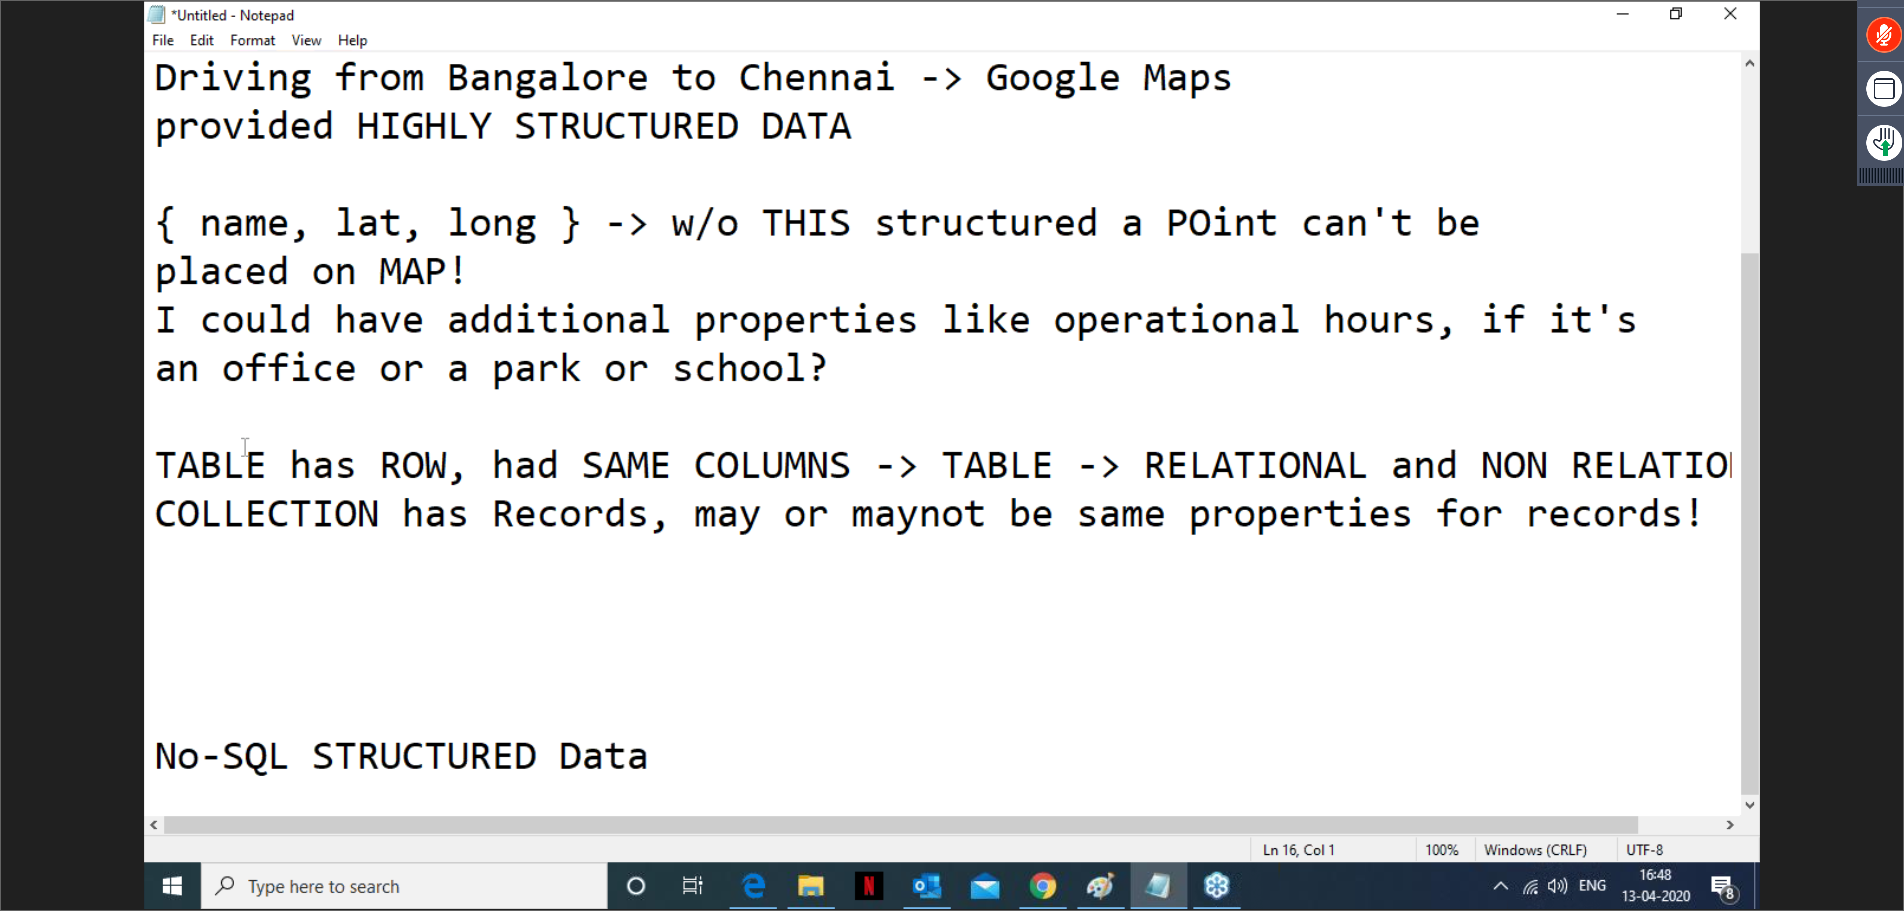 *Untitled - Notepad
File Edit Format View Help
Driving from Bangalore to Chennai -> Google Maps
provided HIGHLY STRUCTURED DATA
{ name, lat, long } -> w/o THIS structured a POint can't be
placed on MAP!
I could have additional properties like operational hours, if it's
an office or a park or school?
TABLE has ROW, had SAME COLUMNS -> TABLE -> RELATIONAL and NON RELATIO
COLLECTION has Records, may or maynot be same properties for records!
No-SQL STRUCTURED Data
Ln 16, Col 1 100% Windows (CRLF) UTF-8
Type here to search
N
ENG
16:48
13-04-2020
8